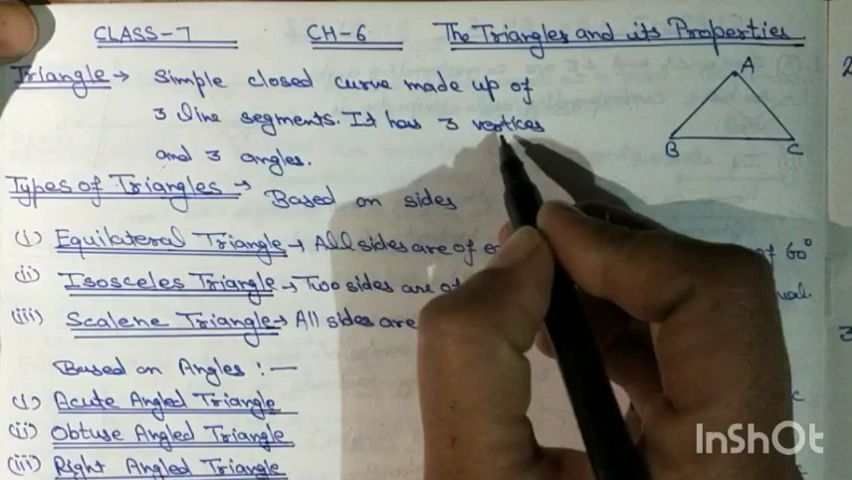 CLASS-7 CH-6 The Triangles and its Properties
Triangle → Simple closed curve made up of
3 line segments. It has 3 vertices
and 3 angles.
A
B C
Types of Triangles → Based on sides
(i) Equilateral Triangle → All sides are of of 60°
(ii) Isosceles Triangle → Two sides are
(iii) Scalene Triangle → All sides are
Based on Angles :—
(i) Acute Angled Triangle
(ii) Obtuse Angled Triangle
(iii) Right Angled Triangle
InShOt